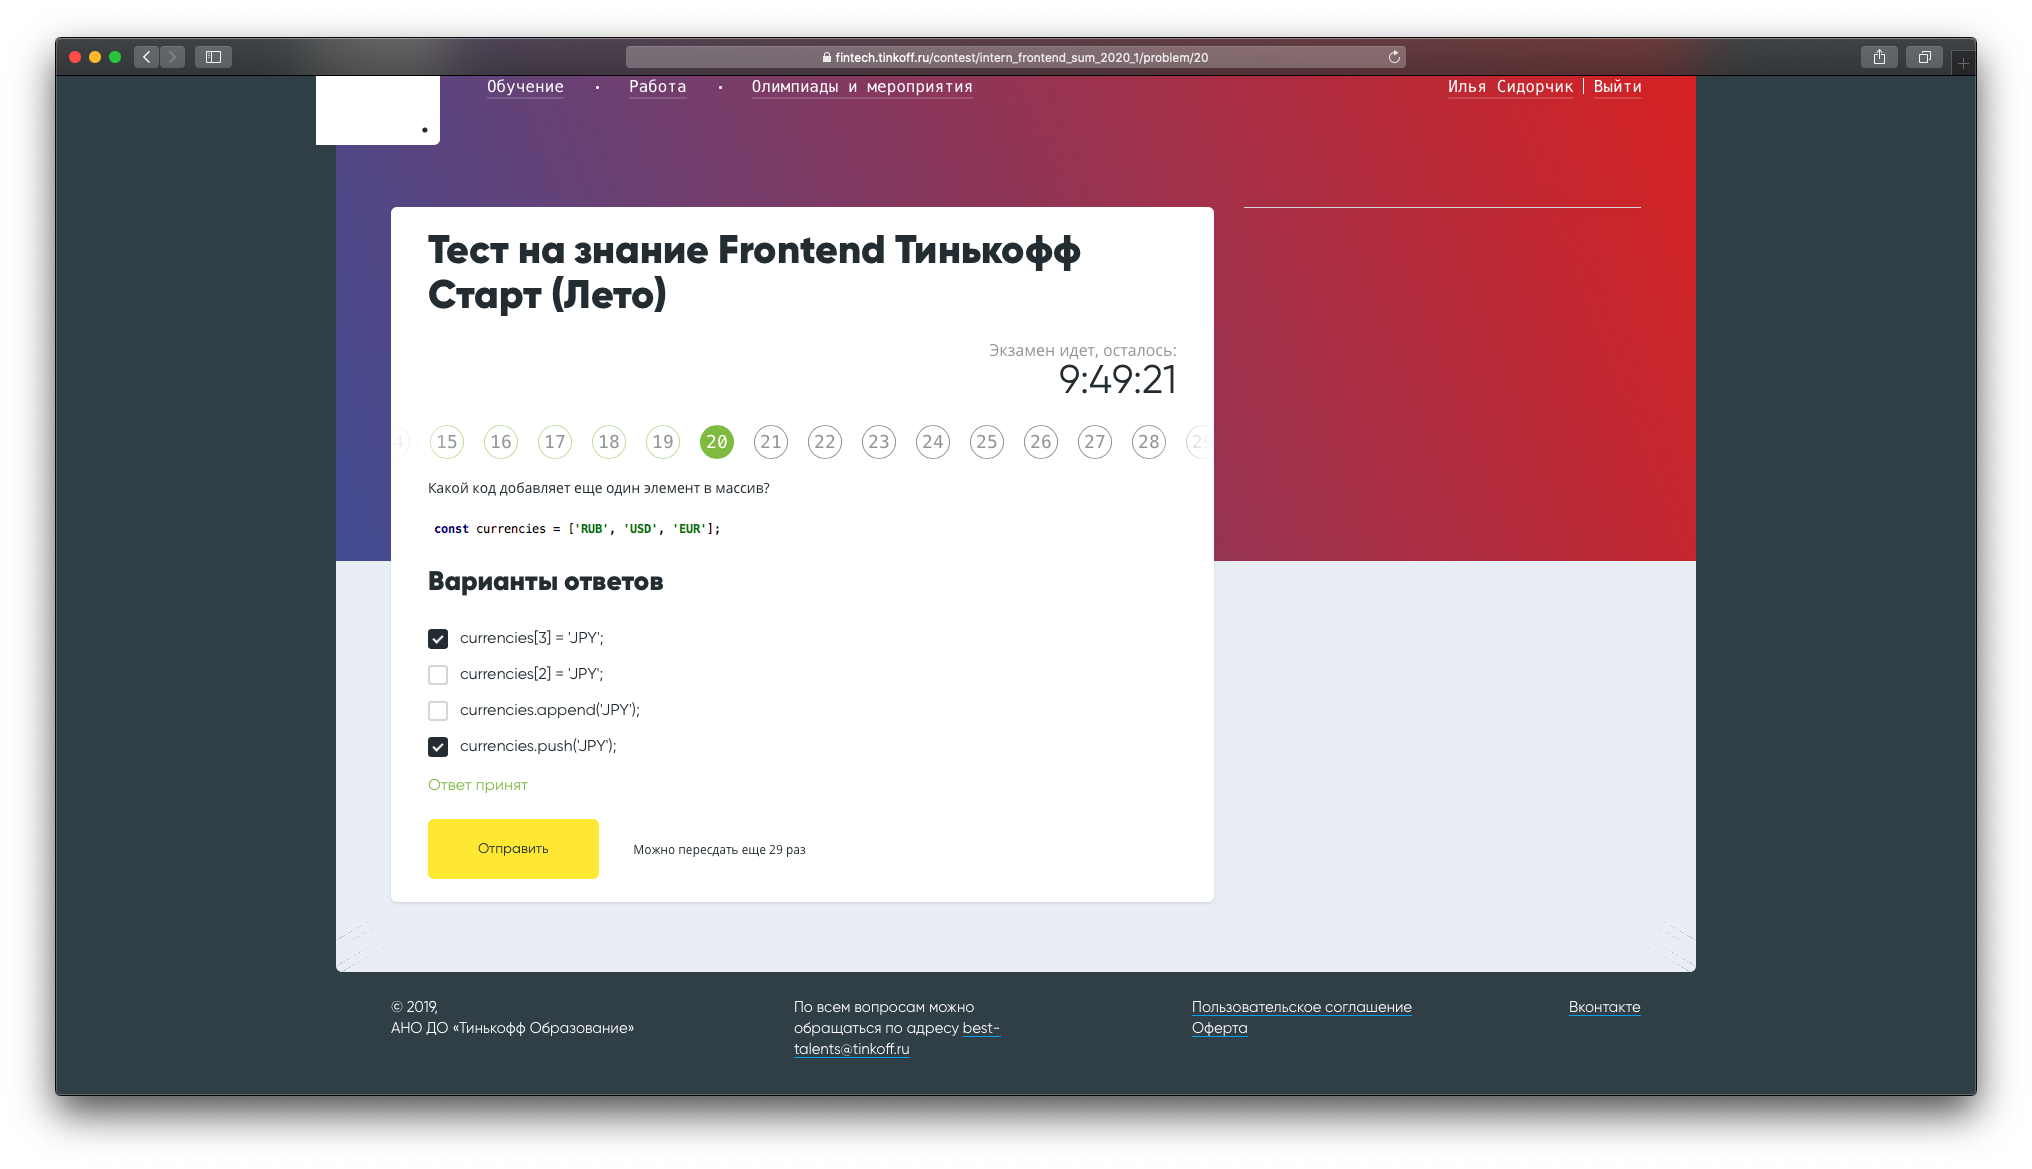 fintech.tinkoff.ru/contest/intern_frontend_sum_2020_1/problem/20
Обучение • Работа • Олимпиады и мероприятия
Илья Сидорчик | Выйти
Тест на знание Frontend Тинькофф
Старт (Лето)
Экзамен идет, осталось:
9:49:21
4 15 16 17 18 19 20 21 22 23 24 25 26 27 28 29
Какой код добавляет еще один элемент в массив?
const currencies = ['RUB', 'USD', 'EUR'];
Варианты ответов
currencies[3] = 'JPY';
currencies[2] = 'JPY';
currencies.append('JPY');
currencies.push('JPY');
Ответ принят
Отправить
Можно пересдать еще 29 раз
© 2019,
АНО ДО «Тинькофф Образование»
По всем вопросам можно
обращаться по адресу best-
talents@tinkoff.ru
Пользовательское соглашение
Оферта
Вконтакте